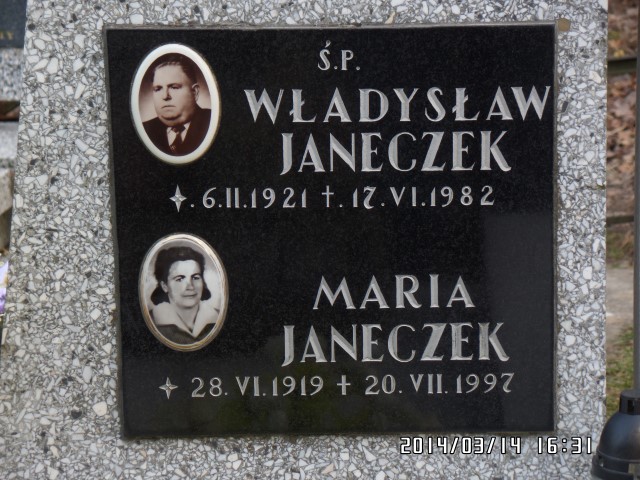 Ś.P.
WŁADYSŁAW
JANECZEK
6.II.1921 †. 17.VI.1982
MARIA
JANECZEK
28.VI.1919 † 20.VII.1997
2014/03/14 16:31